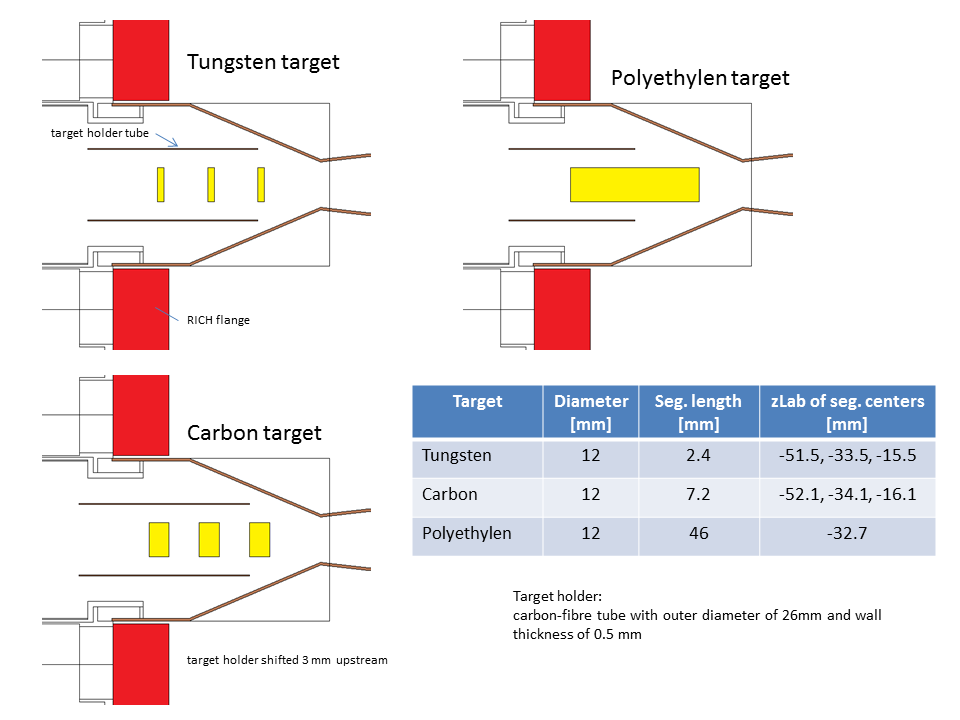 Tungsten target
Polyethylen target
target holder tube
RICH flange
Carbon target
target holder shifted 3 mm upstream
Target Diameter [mm] Seg. length [mm] zLab of seg. centers [mm]
Tungsten 12 2.4 -51.5, -33.5, -15.5
Carbon 12 7.2 -52.1, -34.1, -16.1
Polyethylen 12 46 -32.7
Target holder:
carbon-fibre tube with outer diameter of 26mm and wall
thickness of 0.5 mm